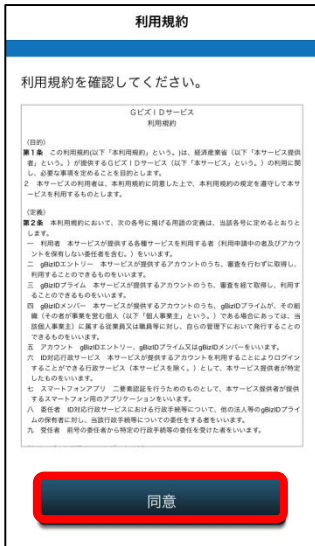 利用規約
利用規約を確認してください。
GビズIDサービス
利用規約
(目的)
第1条　この利用規約(以下「本利用規約」という。)は、経済産業省（以下「本サービス提供
者」という。）が提供するGビズIDサービス（以下「本サービス」という。）の利用に関
し、必要な事項を定めることを目的とします。
2　本サービスの利用者は、本利用規約に同意した上で、本利用規約の規定を遵守して本サ
ービスを利用するものとします。
(定義)
第2条　本利用規約において、次の各号に掲げる用語の定義は、当該各号に定めるとおりと
します。
一　利用者　本サービスが提供する各種サービスを利用する者（利用申請中の者及びアカウ
ントを保有しない委任者を含む。）をいいます。
二　gBizIDエントリー　本サービスが提供するアカウントのうち、審査を行わずに取得し、
利用することのできるものをいいます。
三　gBizIDプライム　本サービスが提供するアカウントのうち、審査を経て取得し、利用す
ることのできるものをいいます。
四　gBizIDメンバー　本サービスが提供するアカウントのうち、gBizIDプライムが、その組
織（その者が事業を営む個人（以下「個人事業主」という。）である場合にあっては、当
該個人事業主）に属する従業員又は職員等に対し、自らの管理下において発行することの
できるものをいいます。
五　アカウント　gBizIDエントリー、gBizIDプライム又はgBizIDメンバーをいいます。
六　ID対応行政サービス　本サービスが提供するアカウントを利用することによりログイン
することができる行政サービス（本サービスを除く。）として、本サービス提供者が特定
したものをいいます。
七　スマートフォンアプリ　二要素認証を行うためのものとして、本サービス提供者が提供
するスマートフォン用のアプリケーションをいいます。
八　委任者　ID対応行政サービスにおける行政手続等について、他の法人等のgBizIDプライ
ムの保有者に対し、当該行政手続等についての委任をする者をいいます。
九　受任者　前号の委任者から特定の行政手続等の委任を受けた者をいいます。
同意